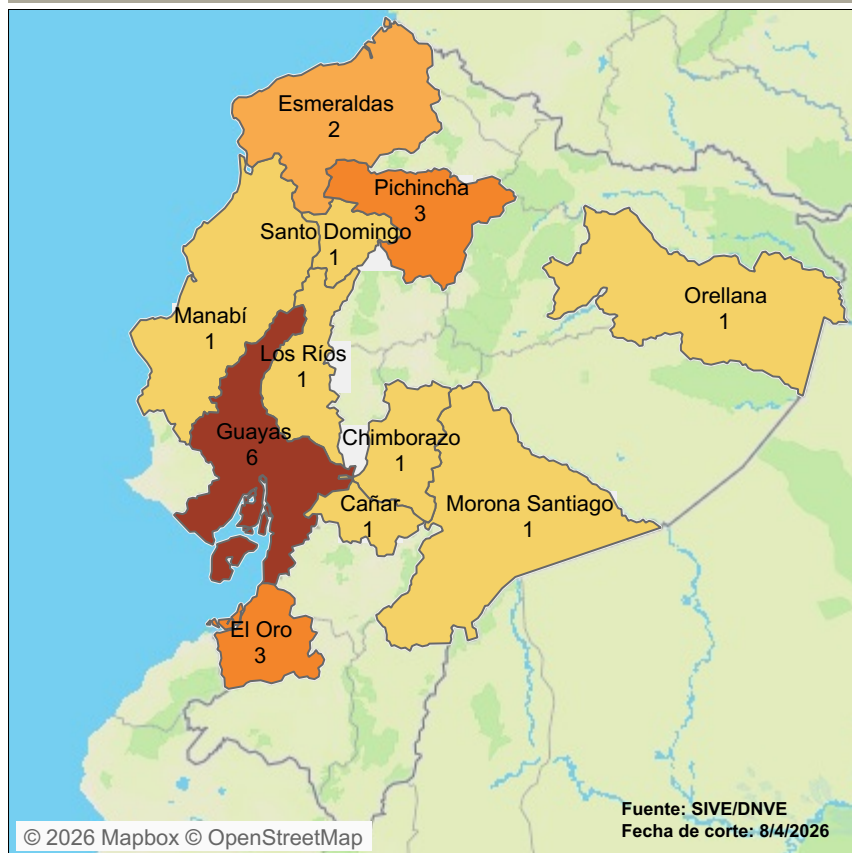 Esmeraldas
2
Pichincha
3
Santo Domingo
1
Orellana
1
Manabí
1
Los Ríos
1
Guayas
6
Chimborazo
1
Cañar
1
Morona Santiago
1
El Oro
3
Fuente: SIVE/DNVE
Fecha de corte: 8/4/2026
© 2026 Mapbox © OpenStreetMap